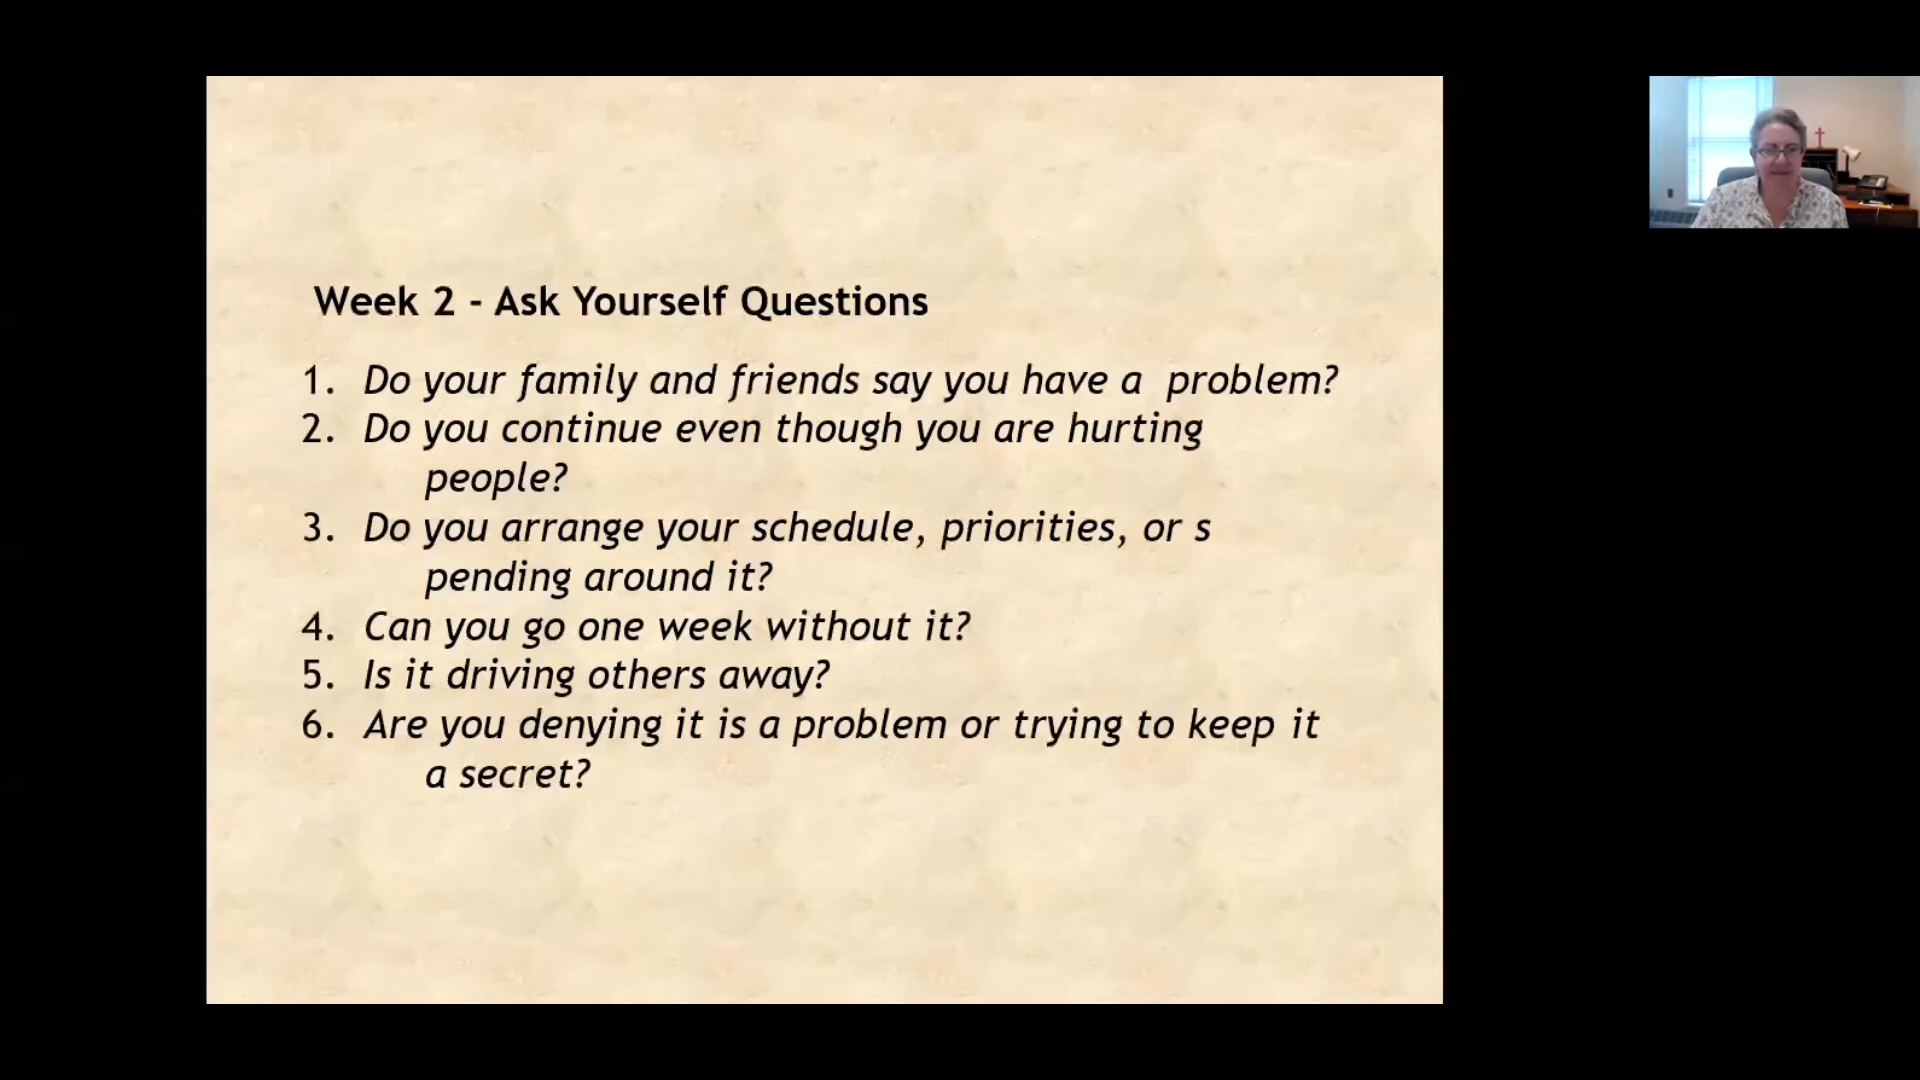 Week 2 - Ask Yourself Questions
1. Do your family and friends say you have a  problem?
2. Do you continue even though you are hurting
people?
3. Do you arrange your schedule, priorities, or s
pending around it?
4. Can you go one week without it?
5. Is it driving others away?
6. Are you denying it is a problem or trying to keep it
a secret?